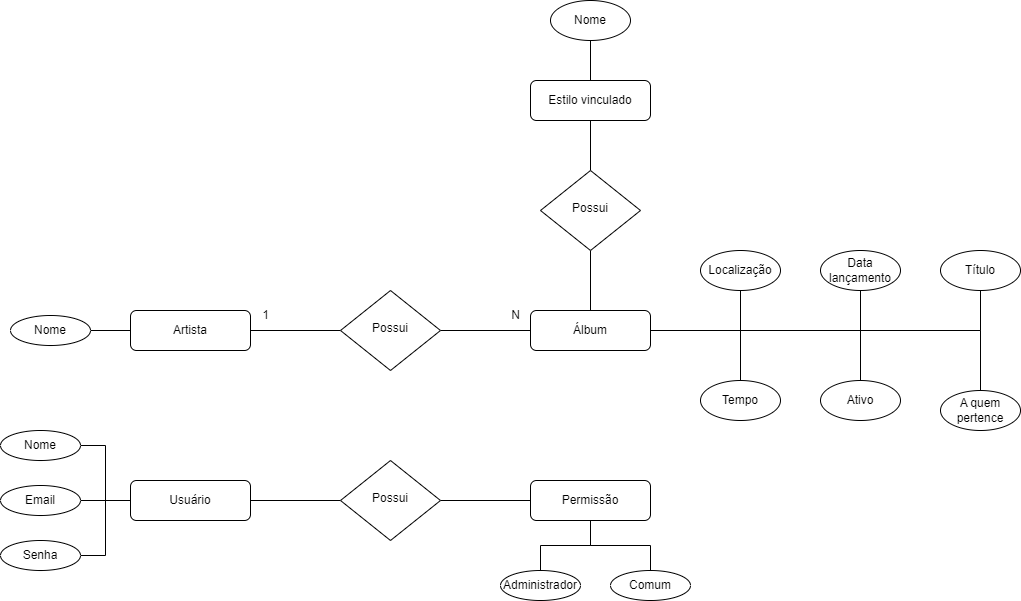 Nome
Estilo vinculado
Possui
Localização
Data
lançamento
Título
1
N
Nome
Artista
Possui
Álbum
Tempo
Ativo
A quem
pertence
Nome
Email
Usuário
Possui
Permissão
Senha
Administrador
Comum